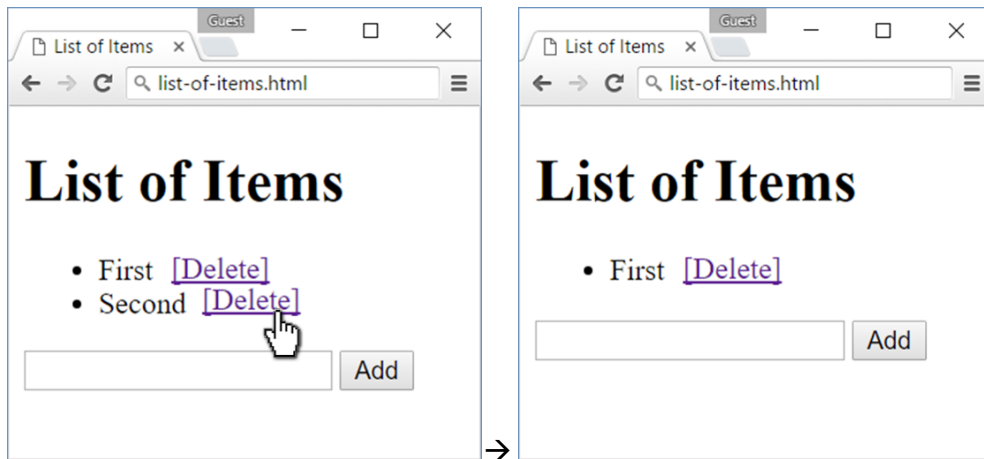 Guest
List of Items
list-of-items.html
List of Items
First [Delete]
Second [Delete]
Add
→
Guest
List of Items
list-of-items.html
List of Items
First [Delete]
Add